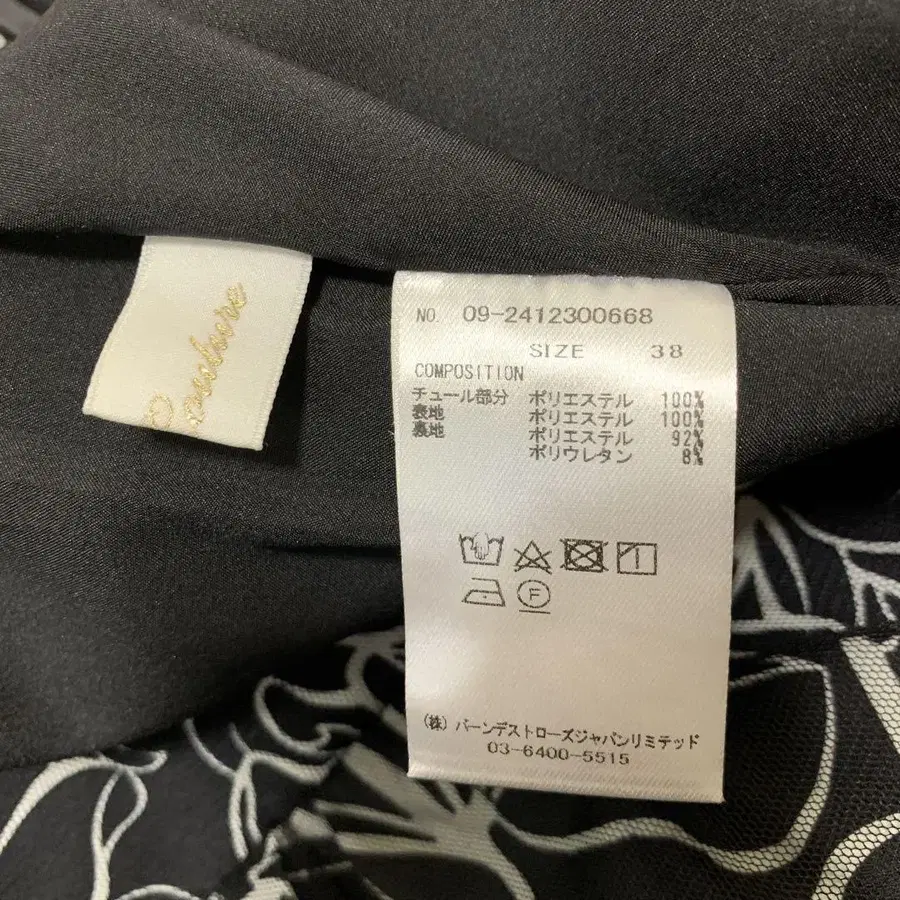 NO. 09-2412300668
SIZE 38
COMPOSITION
チュール部分 ポリエステル 100%
表地 ポリエステル 100%
裏地 ポリエステル 92%
ポリウレタン 8%
F
(株)バーンデストローズジャパンリミテッド
03-6400-5515